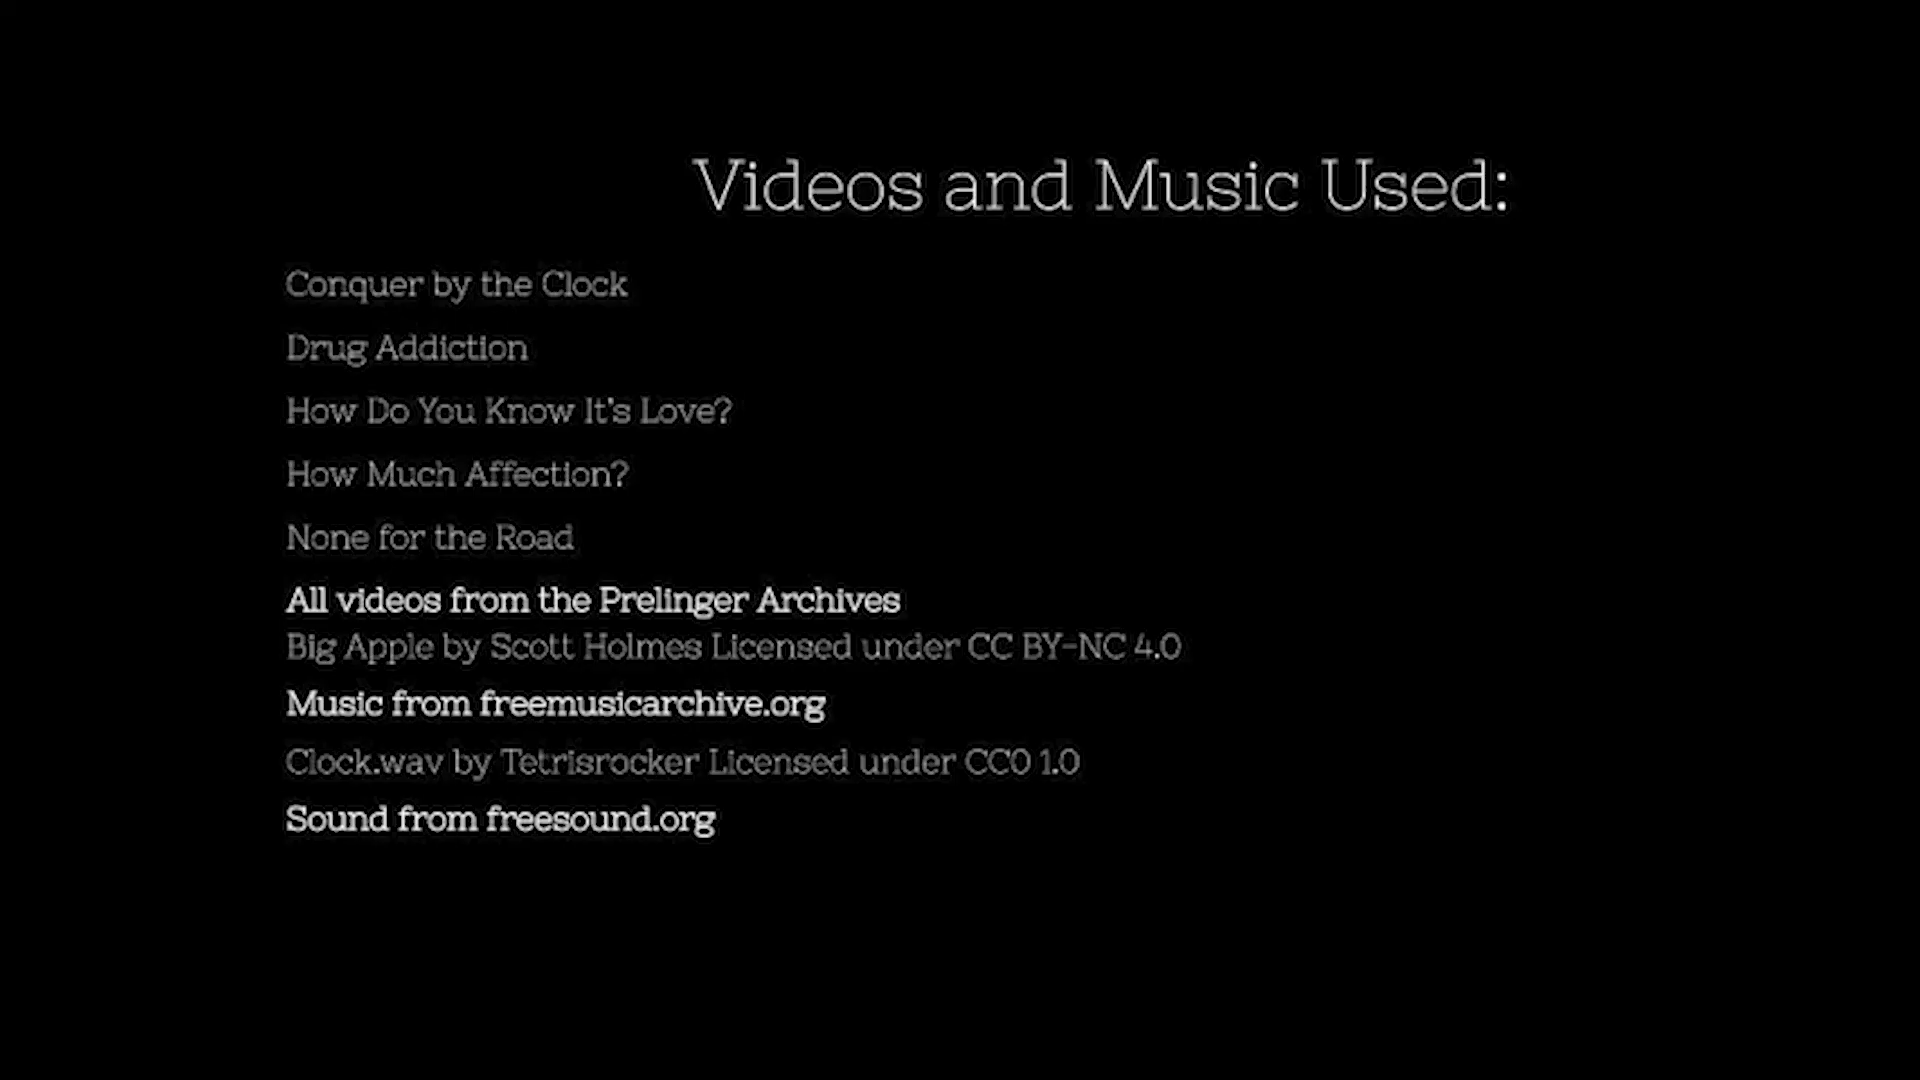 Videos and Music Used:
Conquer by the Clock
Drug Addiction
How Do You Know It's Love?
How Much Affection?
None for the Road
All videos from the Prelinger Archives
Big Apple by Scott Holmes Licensed under CC BY-NC 4.0
Music from freemusicarchive.org
Clock.wav by Tetrisrocker Licensed under CC0 1.0
Sound from freesound.org